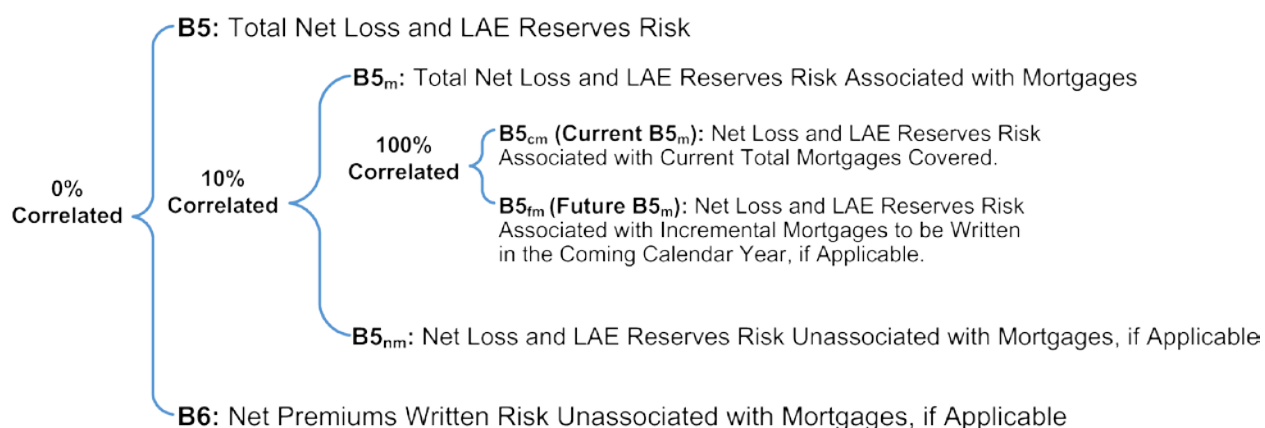 B5: Total Net Loss and LAE Reserves Risk
B5m: Total Net Loss and LAE Reserves Risk Associated with Mortgages
100%
Correlated
B5cm (Current B5m): Net Loss and LAE Reserves Risk
Associated with Current Total Mortgages Covered.
0%
Correlated
10%
Correlated
B5fm (Future B5m): Net Loss and LAE Reserves Risk
Associated with Incremental Mortgages to be Written
in the Coming Calendar Year, if Applicable.
B5nm: Net Loss and LAE Reserves Risk Unassociated with Mortgages, if Applicable
B6: Net Premiums Written Risk Unassociated with Mortgages, if Applicable